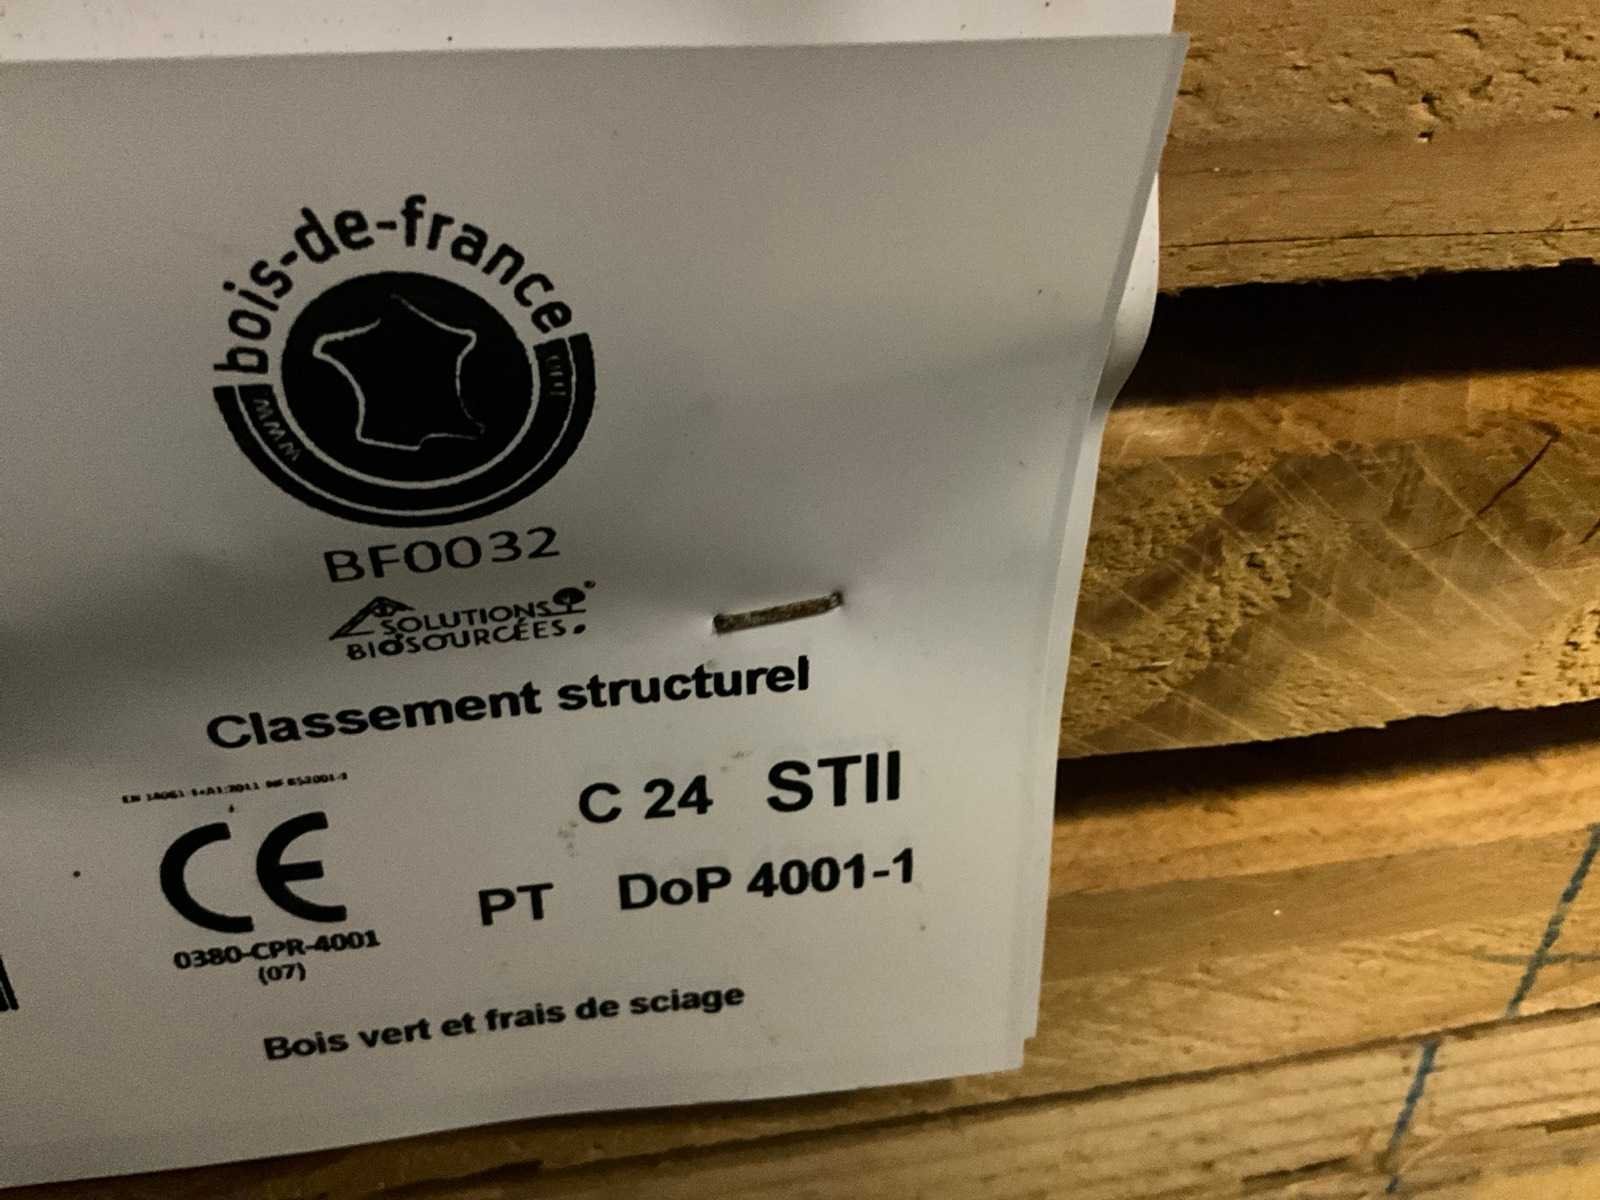 bois-de-france
www
BF0032
SOLUTIONS
BIOSOURCÉES.
Classement structurel
C 24 STII
CE
PT DoP 4001-1
0380-CPR-4001
(07)
Bois vert et frais de sciage